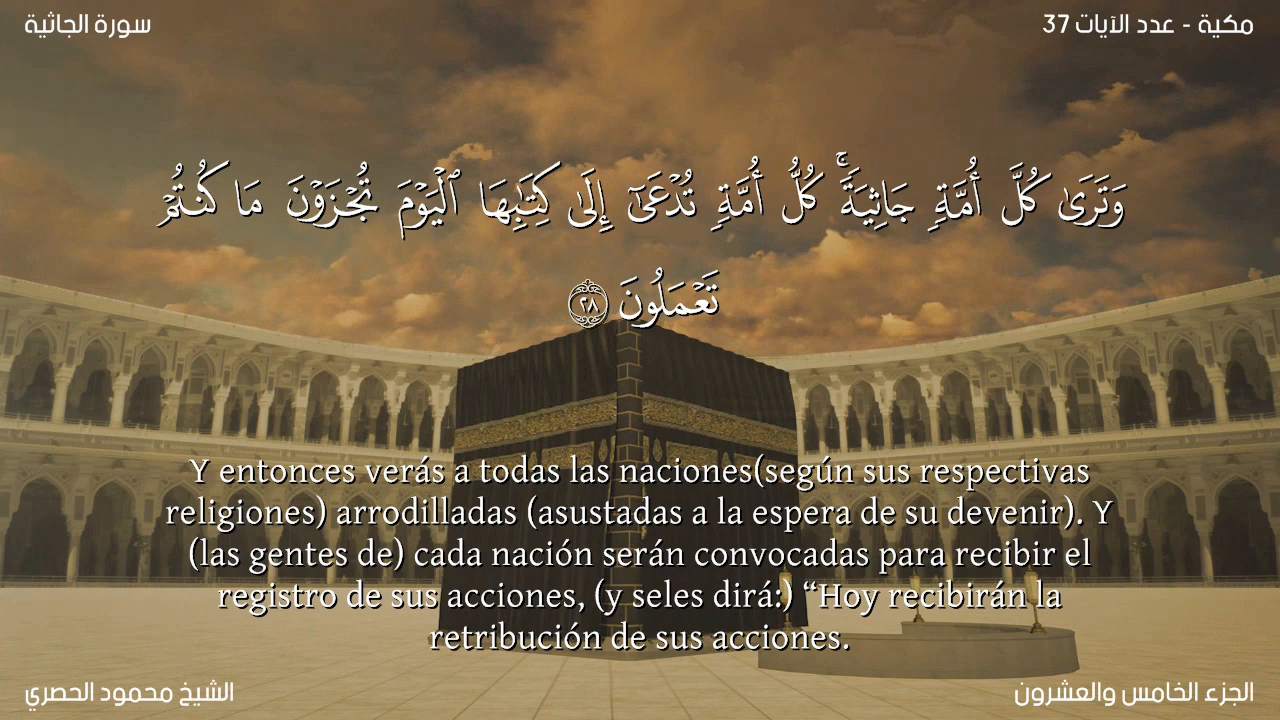 مكية - عدد الآيات 37
سورة الجاثية
وَتَرَىٰ كُلَّ أُمَّةٖ جَاثِيَةٗۚ كُلُّ أُمَّةٖ تُدۡعَىٰٓ إِلَىٰ كِتَٰبِهَا ٱلۡيَوۡمَ تُجۡزَوۡنَ مَا كُنتُمۡ
تَعۡمَلُونَ ٢٨
Y entonces verás a todas las naciones(según sus respectivas
religiones) arrodilladas (asustadas a la espera de su devenir). Y
(las gentes de) cada nación serán convocadas para recibir el
registro de sus acciones, (y seles dirá:) “Hoy recibirán la
retribución de sus acciones.
الجزء الخامس والعشرون
الشيخ محمود الحصري